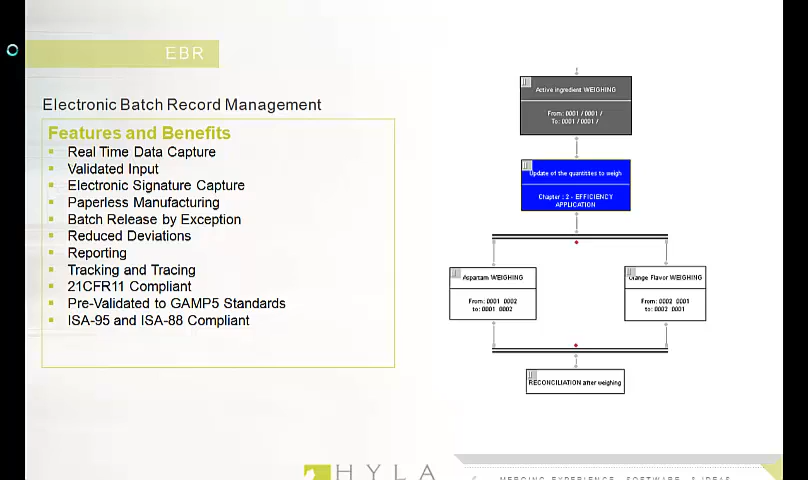 EBR
Electronic Batch Record Management
Features and Benefits
Real Time Data Capture
Validated Input
Electronic Signature Capture
Paperless Manufacturing
Batch Release by Exception
Reduced Deviations
Reporting
Tracking and Tracing
21CFR11 Compliant
Pre-Validated to GAMP5 Standards
ISA-95 and ISA-88 Compliant
Active ingredient WEIGHING
From: 0001 / 0001 /
To: 0001 / 0001 /
Update of the quantities to weigh
Chapter : 2 - EFFICIENCY
APPLICATION
Aspartam WEIGHING
From: 0001 0002
to: 0001 0002
Orange Flavor WEIGHING
From: 0002 0001
to: 0002 0001
RECONCILIATION after weighing
HYLA
MERGING EXPERIENCE, SOFTWARE, & IDEAS